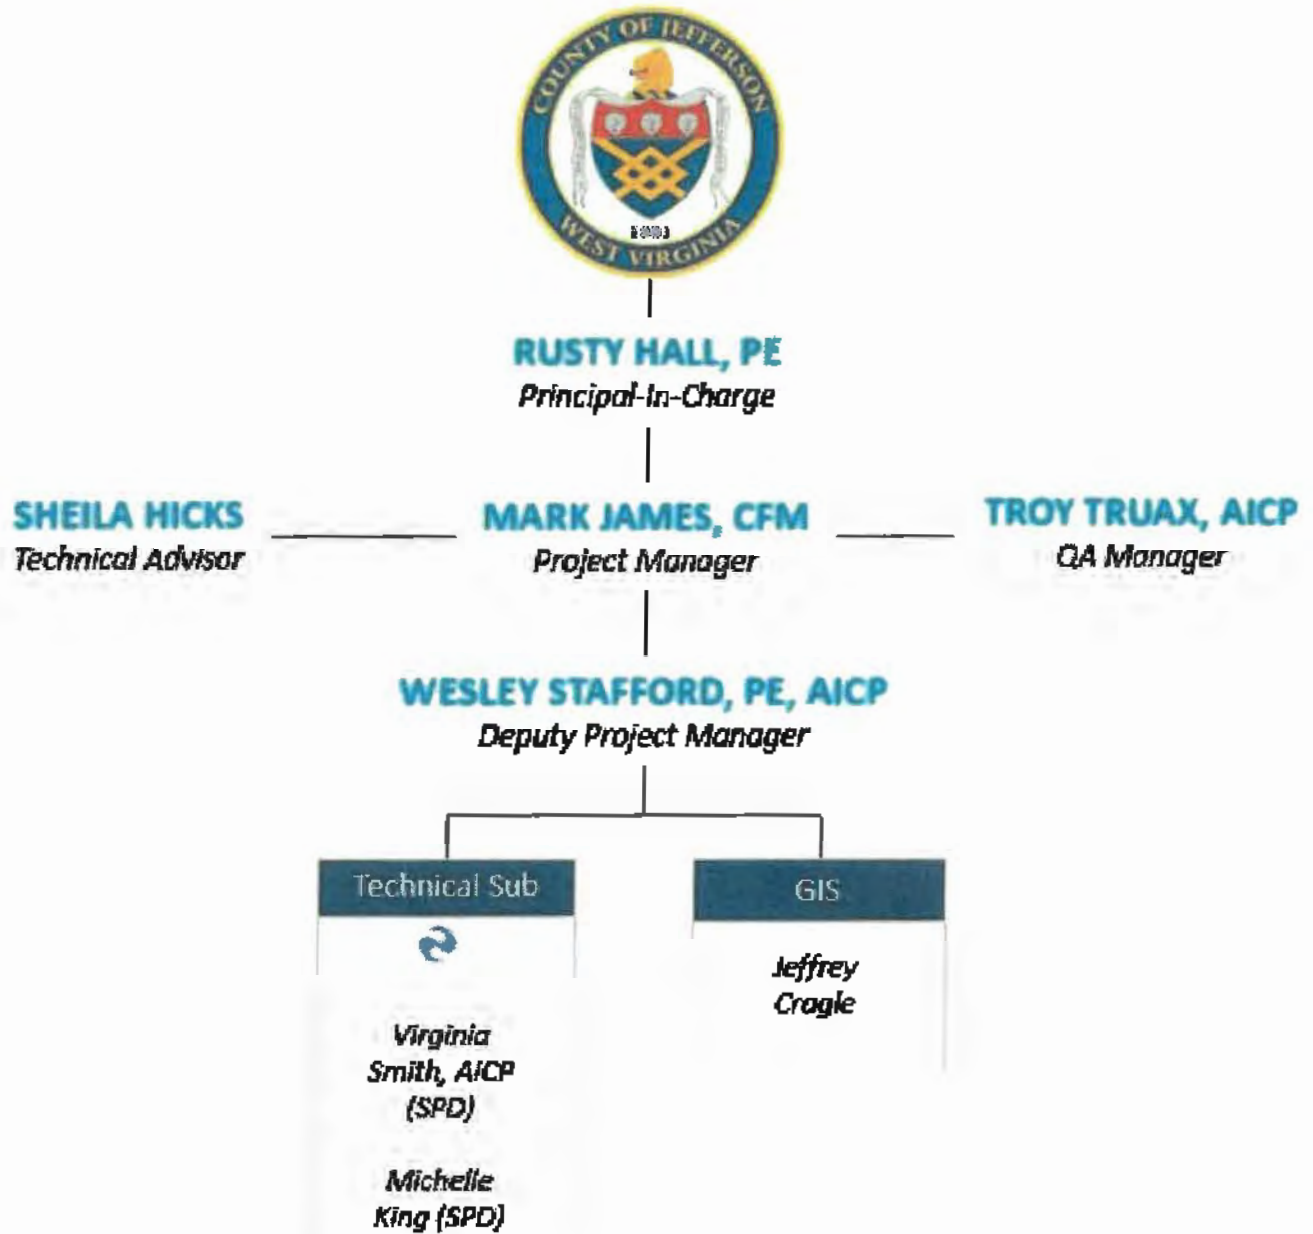 COUNTY OF JEFFERSON
WEST VIRGINIA
RUSTY HALL, PE
Principal-In-Charge
SHEILA HICKS
Technical Advisor
MARK JAMES, CFM
Project Manager
TROY TRUAX, AICP
QA Manager
WESLEY STAFFORD, PE, AICP
Deputy Project Manager
Technical Sub
Virginia
Smith, AICP
(SPD)
Michelle
King (SPD)
GIS
Jeffrey
Cragle